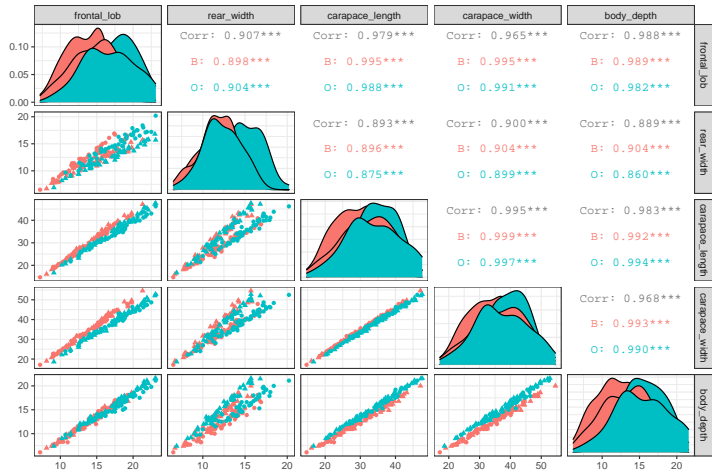 frontal_lob rear_width carapace_length carapace_width body_depth
0.10 Corr: 0.907*** Corr: 0.979*** Corr: 0.965*** Corr: 0.988*** frontal_lob
0.05 B: 0.898*** B: 0.995*** B: 0.995*** B: 0.989***
0.00 O: 0.904*** O: 0.988*** O: 0.991*** O: 0.982***
20 Corr: 0.893*** Corr: 0.900*** Corr: 0.889*** rear_width
15 B: 0.896*** B: 0.904*** B: 0.904***
10 O: 0.875*** O: 0.899*** O: 0.860***
40 Corr: 0.995*** Corr: 0.983*** carapace_length
30 B: 0.999*** B: 0.992***
20 O: 0.997*** O: 0.994***
50 Corr: 0.968*** carapace_width
40 B: 0.993***
30 O: 0.990***
20
20 body_depth
15
10
10 15 20 10 15 20 20 30 40 20 30 40 50 10 15 20